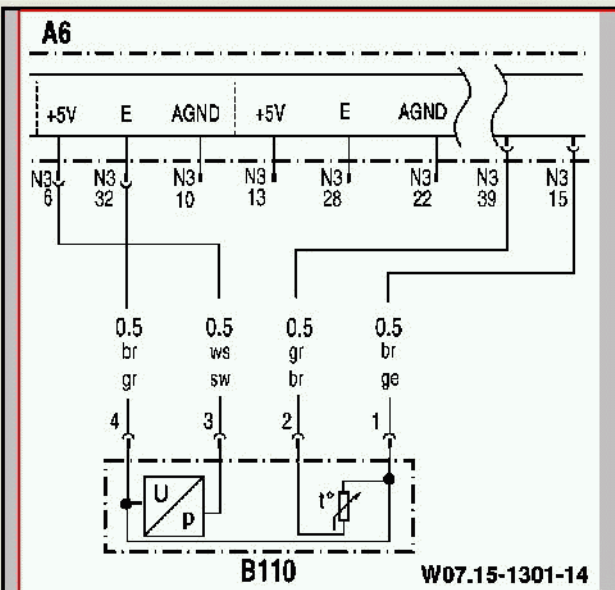 A6
+5V E AGND +5V E AGND
N3 N3 N3 N3 N3 N3 N3 N3
6 32 10 13 28 22 39 15
0.5 0.5 0.5 0.5
br ws gr br
gr sw br ge
4 3 2 1
U p t°
B110
W07.15-1301-14